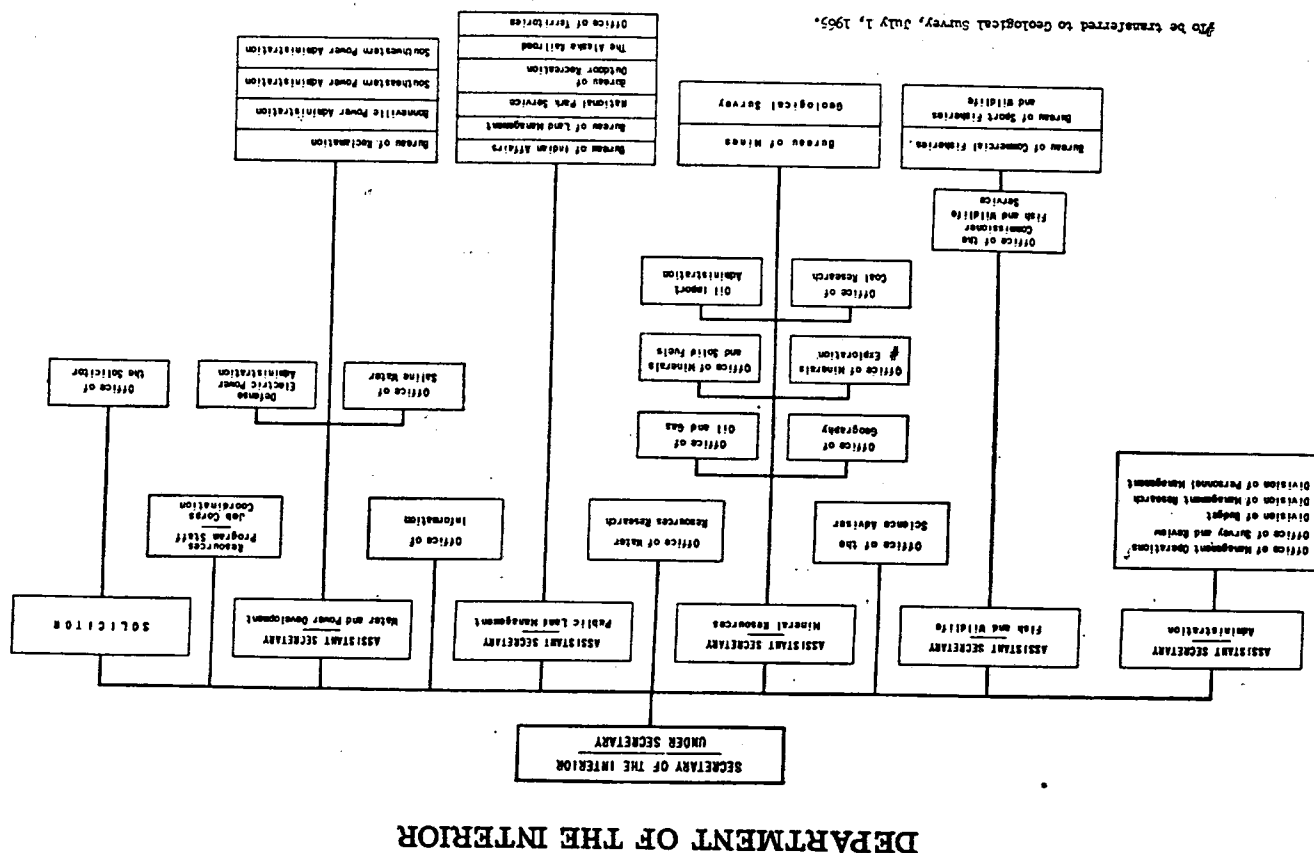 DEPARTMENT OF THE INTERIOR
SECRETARY OF THE INTERIOR
UNDER SECRETARY
ASSISTANT SECRETARY
Administration
ASSISTANT SECRETARY
Fish and Wildlife
ASSISTANT SECRETARY
Mineral Resources
ASSISTANT SECRETARY
Public Land Management
ASSISTANT SECRETARY
Water and Power Development
SOLICITOR
Office of Management Operations
Office of Survey and Review
Division of Budget
Division of Management Research
Division of Personnel Management
Office of the
Science Adviser
Office of Water
Resources Research
Office of
Information
Resources
Program Staff
Job Corps
Coordination
Office of
Geography
Office of
Oil and Gas
Office of Minerals
Exploration #
Office of Minerals
and Solid Fuels
Office of
Coal Research
Oil Import
Administration
Office of
Saline Water
Defense
Electric Power
Administration
Office of
the Solicitor
Office of the
Commissioner
Fish and Wildlife
Service
Bureau of Commercial Fisheries
Bureau of Sport Fisheries
and Wildlife
Bureau of Mines
Geological Survey
Bureau of Indian Affairs
Bureau of Land Management
National Park Service
Bureau of
Outdoor Recreation
The Alaska Railroad
Office of Territories
Bureau of Reclamation
Bonneville Power Administration
Southeastern Power Administration
Southwestern Power Administration
#To be transferred to Geological Survey, July 1, 1965.